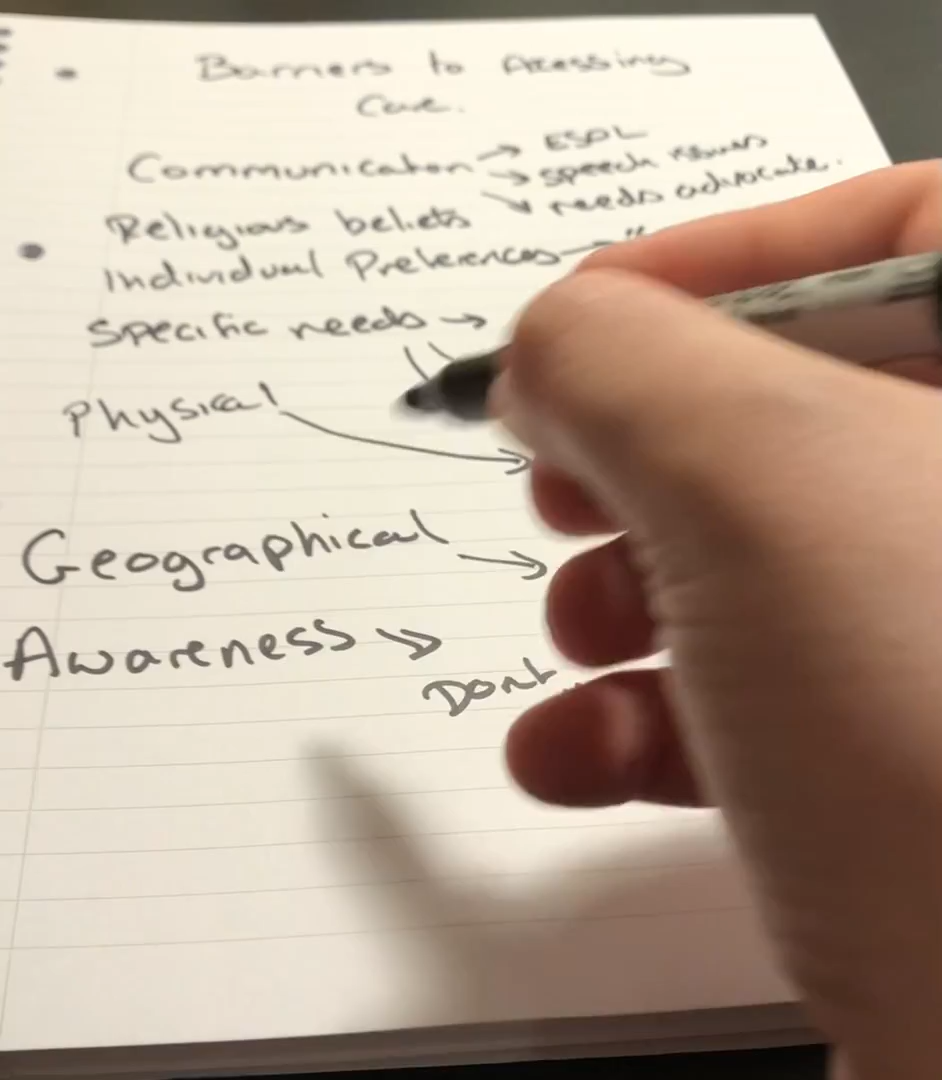 Barriers to Accessing
Care.
Communication → ESOL
→ speech issues
→ needs advocate.
Religious beliefs
Individual Preferences → "
Specific needs →
Physical →
Geographical →
Awareness →
Dont